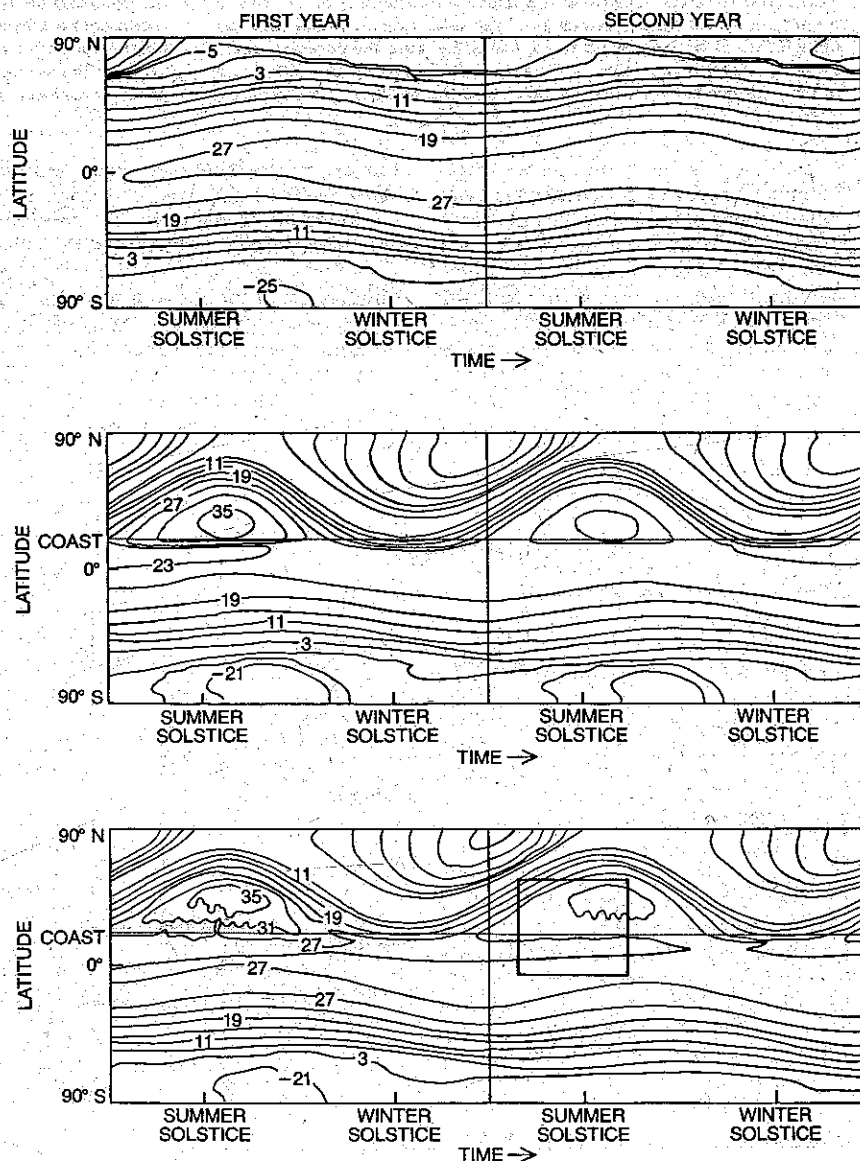 FIRST YEAR SECOND YEAR
90° N
-5
3
11
19
27
LATITUDE
0°
27
19
11
3
-25
90° S
SUMMER SOLSTICE WINTER SOLSTICE SUMMER SOLSTICE WINTER SOLSTICE
TIME →
90° N
11
19
27
35
COAST
LATITUDE
0°
23
19
11
3
-21
90° S
SUMMER SOLSTICE WINTER SOLSTICE SUMMER SOLSTICE WINTER SOLSTICE
TIME →
90° N
11
35
19
31
COAST
27
LATITUDE
0°
27
27
19
11
3
-21
90° S
SUMMER SOLSTICE WINTER SOLSTICE SUMMER SOLSTICE WINTER SOLSTICE
TIME →